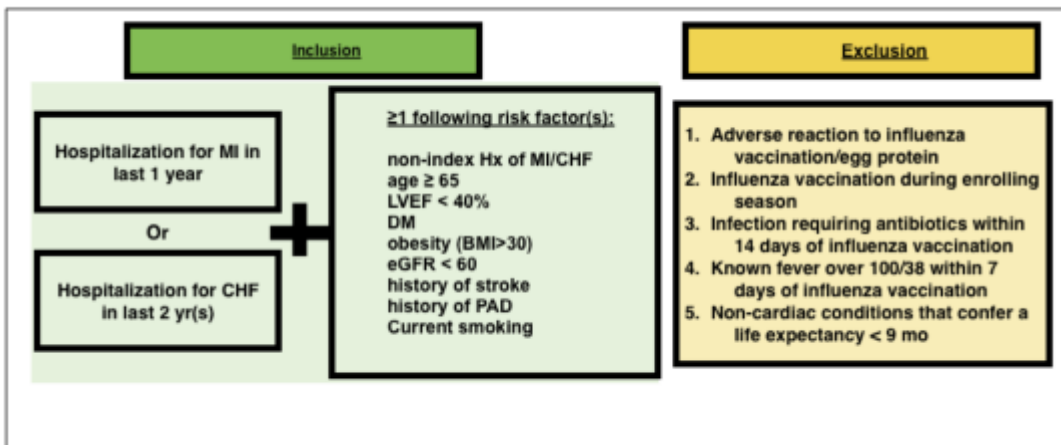 Inclusion
Hospitalization for MI in
last 1 year
Or
Hospitalization for CHF
in last 2 yr(s)
≥1 following risk factor(s):
non-index Hx of MI/CHF
age ≥ 65
LVEF < 40%
DM
obesity (BMI>30)
eGFR < 60
history of stroke
history of PAD
Current smoking
Exclusion
1. Adverse reaction to influenza
vaccination/egg protein
2. Influenza vaccination during enrolling
season
3. Infection requiring antibiotics within
14 days of influenza vaccination
4. Known fever over 100/38 within 7
days of influenza vaccination
5. Non-cardiac conditions that confer a
life expectancy < 9 mo